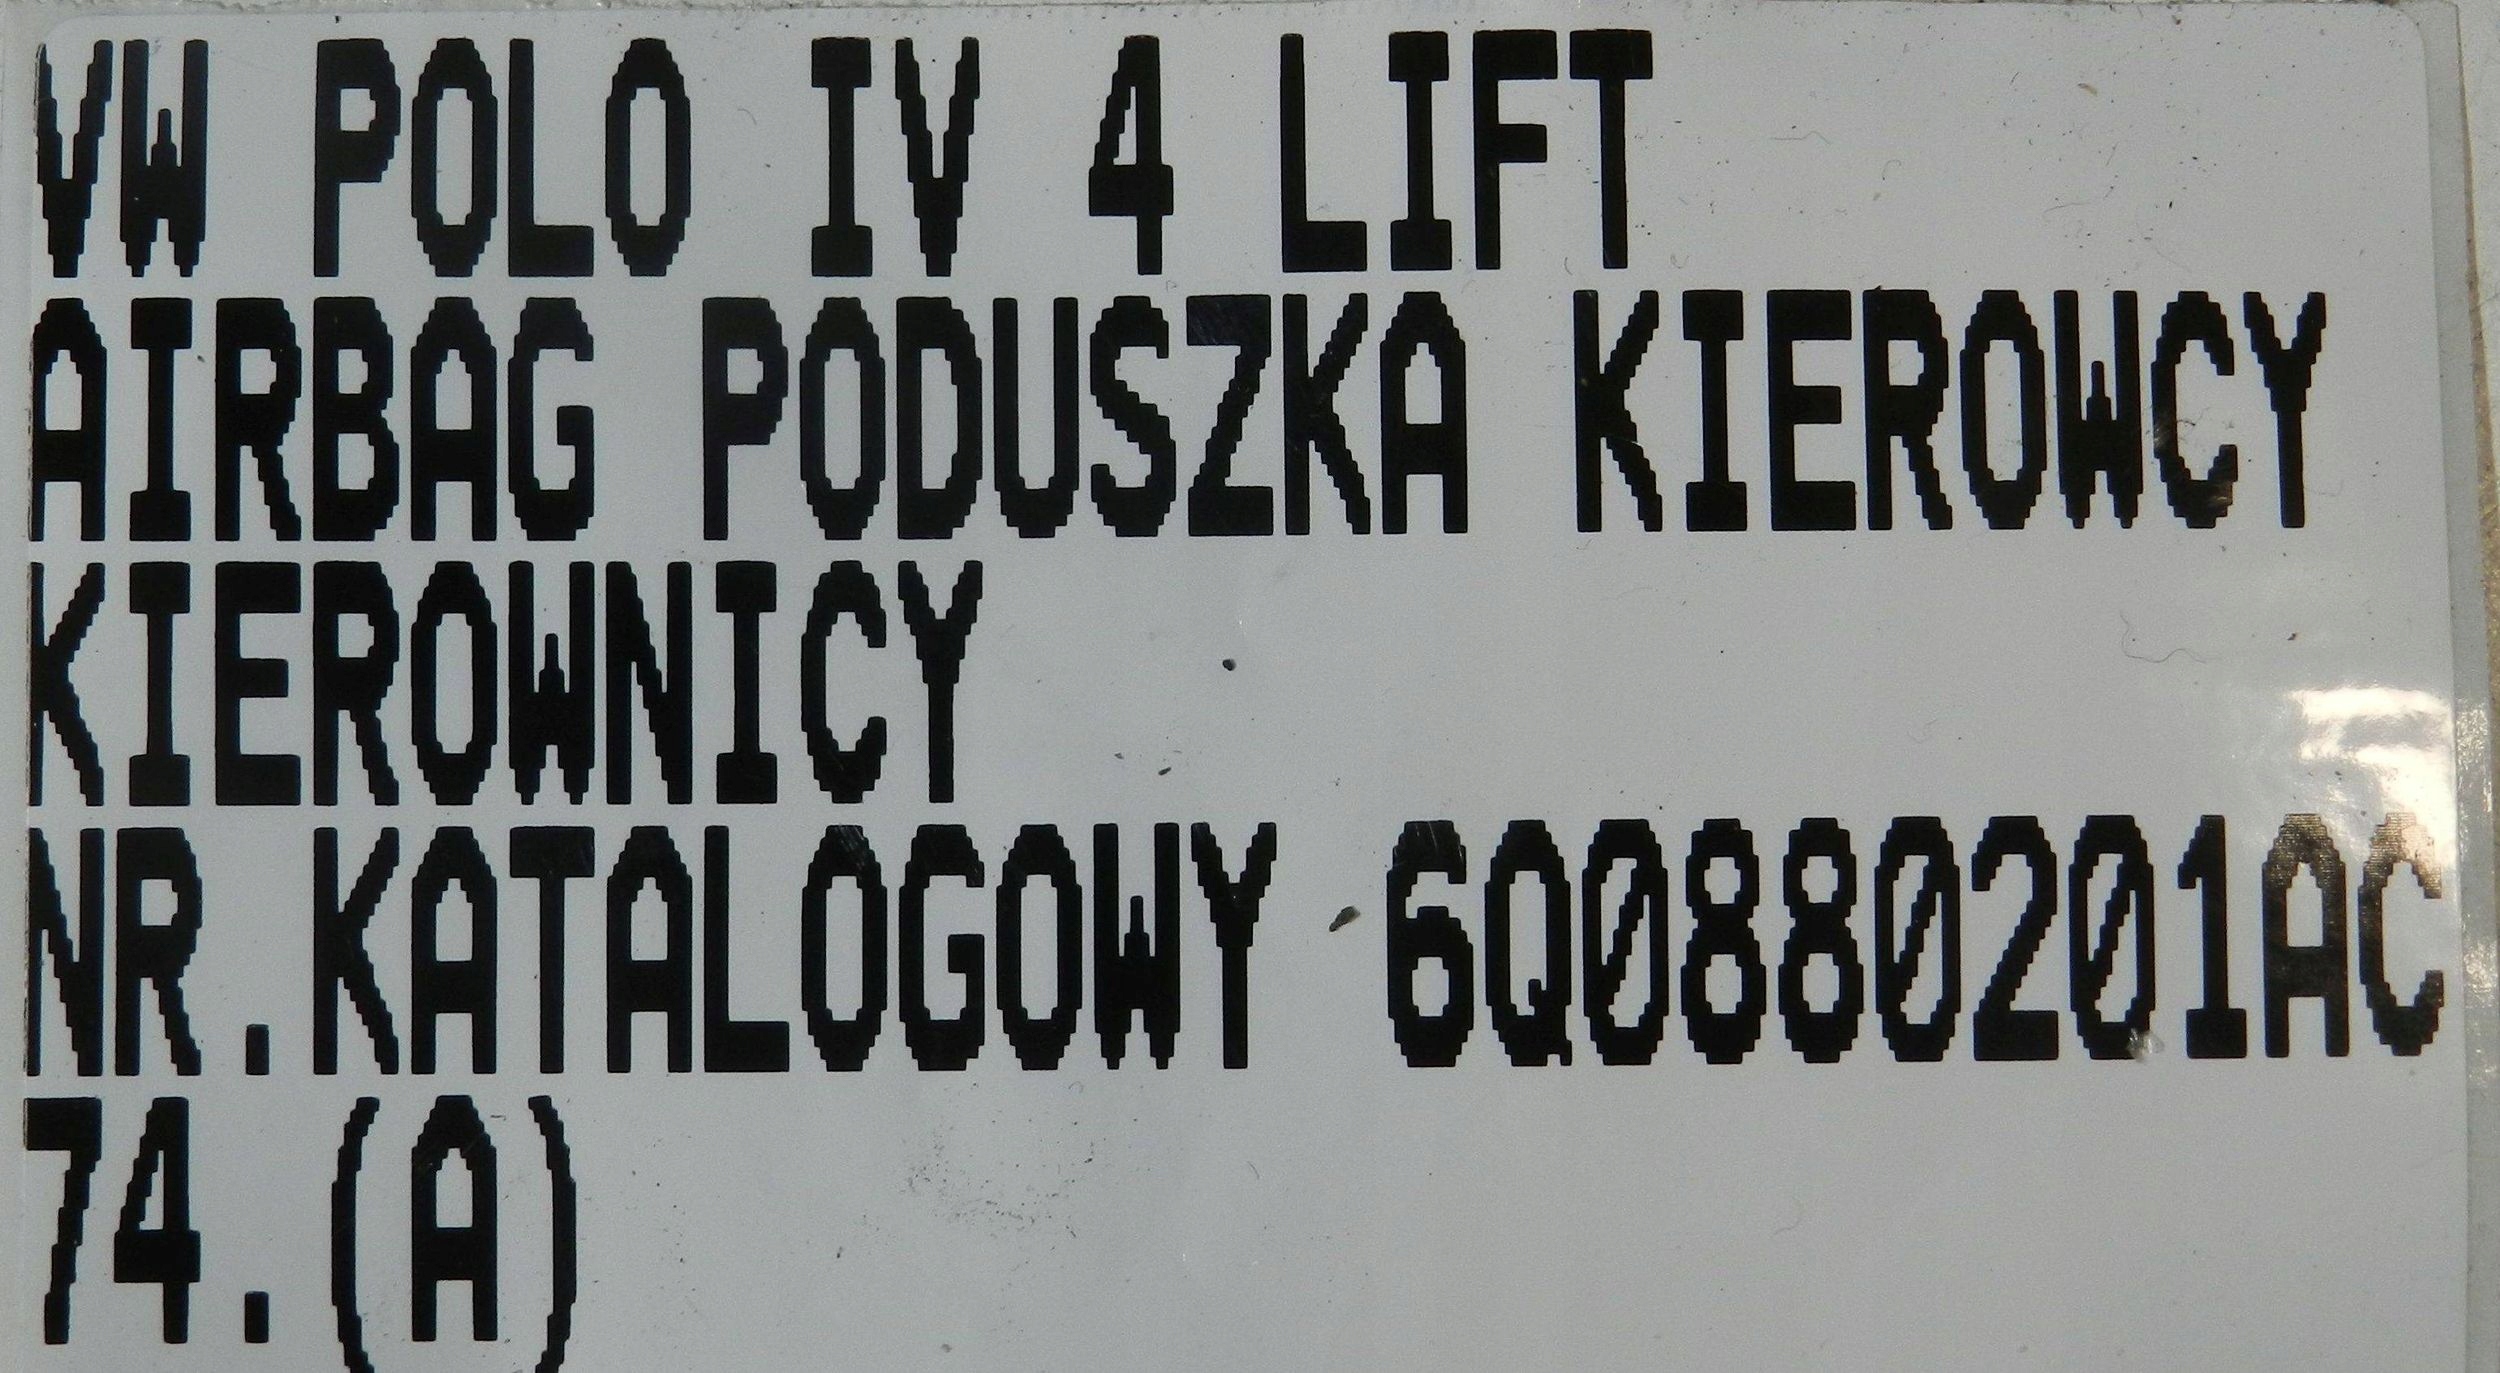 VW POLO IV 4 LIFT
AIRBAG PODUSZKA KIEROWCY
KIEROWNICY
NR.KATALOGOWY 6Q0880201AC
74.(A)